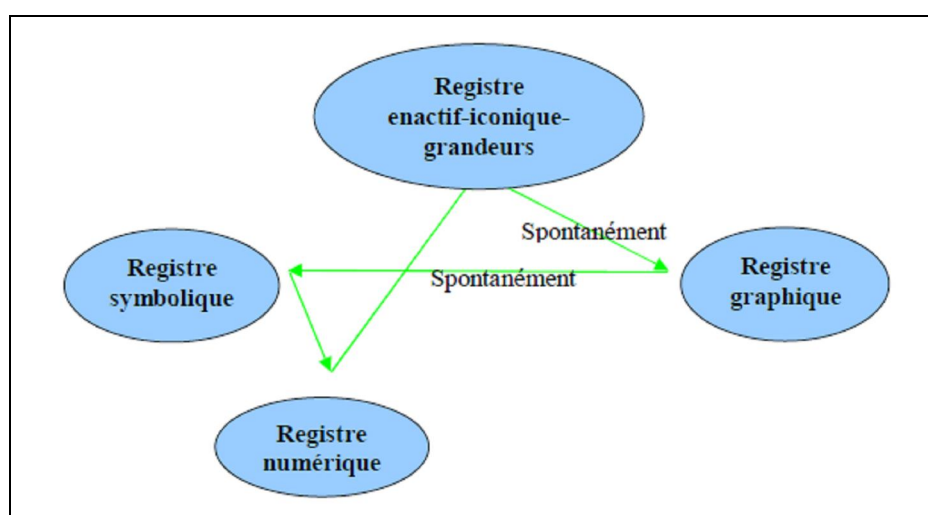 Registre
enactif-iconique-
grandeurs
Spontanément
Registre
symbolique
Spontanément
Registre
graphique
Registre
numérique